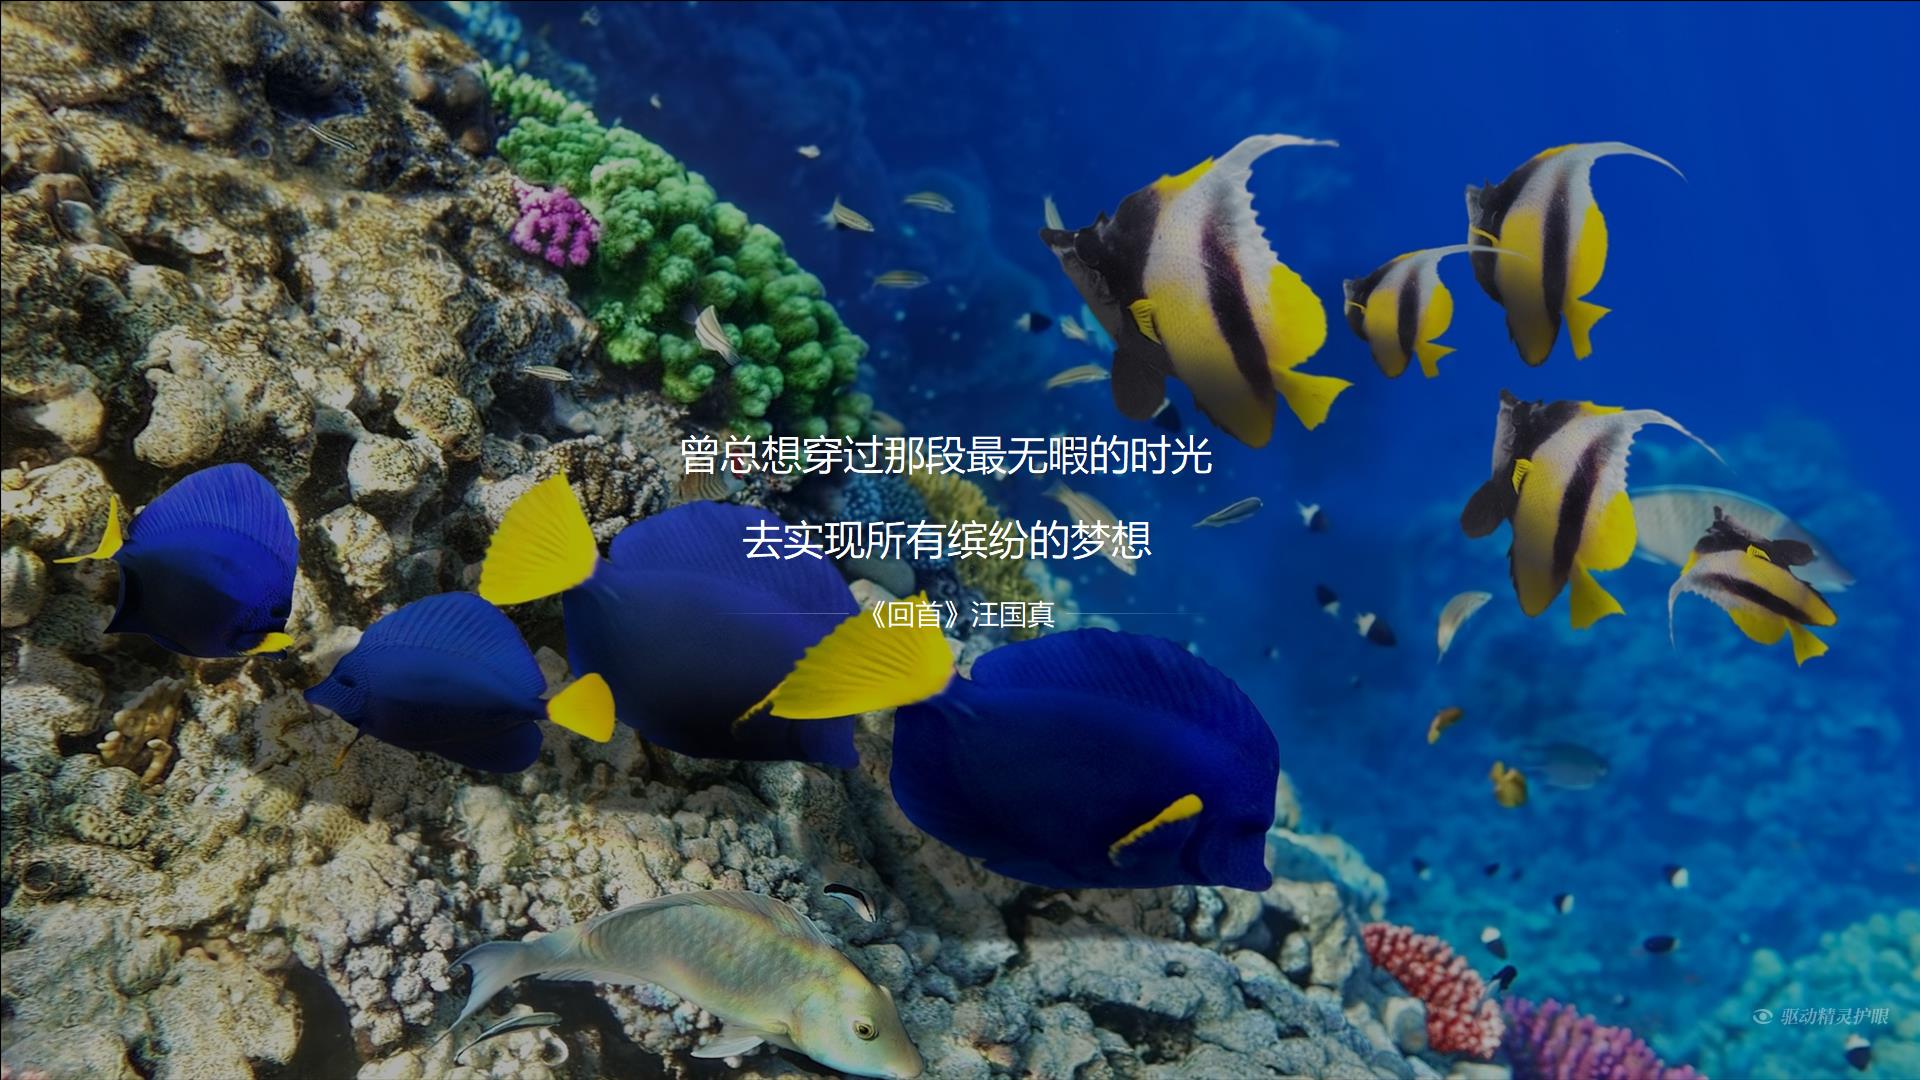 曾总想穿过那段最无暇的时光
去实现所有缤纷的梦想
《回首》汪国真
驱动精灵护眼